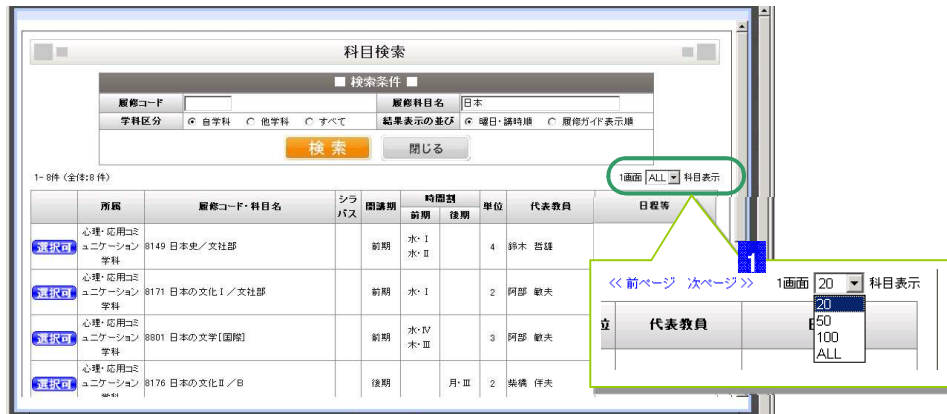 科目検索
■ 検索条件 ■
履修コード 履修科目名 日本
学科区分 自学科 他学科 すべて 結果表示の並び 曜日・講時順 履修ガイド表示順
検索 閉じる
1- 8件 (全体:8 件) 1画面 ALL 科目表示
所属 履修コード・科目名 シラバス 開講期 時間割 前期 後期 単位 代表教員 日程等
選択可 心理・応用コミュニケーション学科 8149 日本史／文社部 前期 水・Ⅰ 水・Ⅱ 4 鈴木 哲雄
選択可 心理・応用コミュニケーション学科 8171 日本の文化Ⅰ／文社部 前期 水・Ⅰ 2 阿部 敏夫
選択可 心理・応用コミュニケーション学科 8801 日本の文学[国際] 前期 水・Ⅳ 木・Ⅲ 3 阿部 敏夫
選択可 心理・応用コミュニケーション学科 8176 日本の文化Ⅱ／B 後期 月・Ⅲ 2 柴橋 伴夫
1
<< 前ページ 次ページ >> 1画面 20 科目表示
20
50
100
ALL
位 代表教員